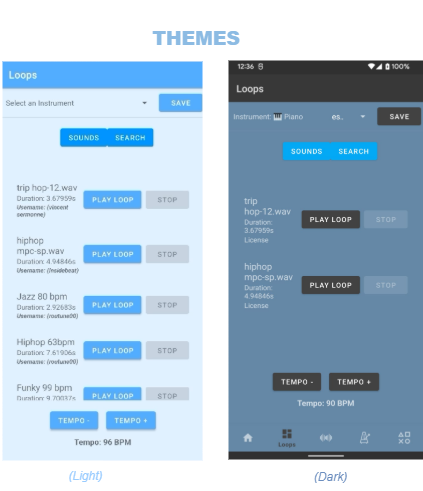 THEMES
Loops
Select an Instrument
SAVE
SOUNDS SEARCH
trip hop-12.wav
Duration: 3.67959s
Username: (vincent
sermonne)
PLAY LOOP STOP
hiphop
mpc-sp.wav
Duration: 4.94846s
Username: (Insidebeat)
PLAY LOOP STOP
Jazz 80 bpm
Duration: 2.92683s
Username: (routune00)
PLAY LOOP STOP
Hiphop 63bpm
Duration: 7.61906s
Username: (routune00)
PLAY LOOP STOP
Funky 99 bpm
Duration: 9.70037s
PLAY LOOP STOP
TEMPO - TEMPO +
Tempo: 96 BPM
(Light)
12:36 100%
Loops
Instrument: Piano es.. SAVE
SOUNDS SEARCH
trip
hop-12.wav
Duration:
3.67959s
License
PLAY LOOP STOP
hiphop
mpc-sp.wav
Duration:
4.94846s
License
PLAY LOOP STOP
TEMPO - TEMPO +
Tempo: 90 BPM
Loops
(Dark)